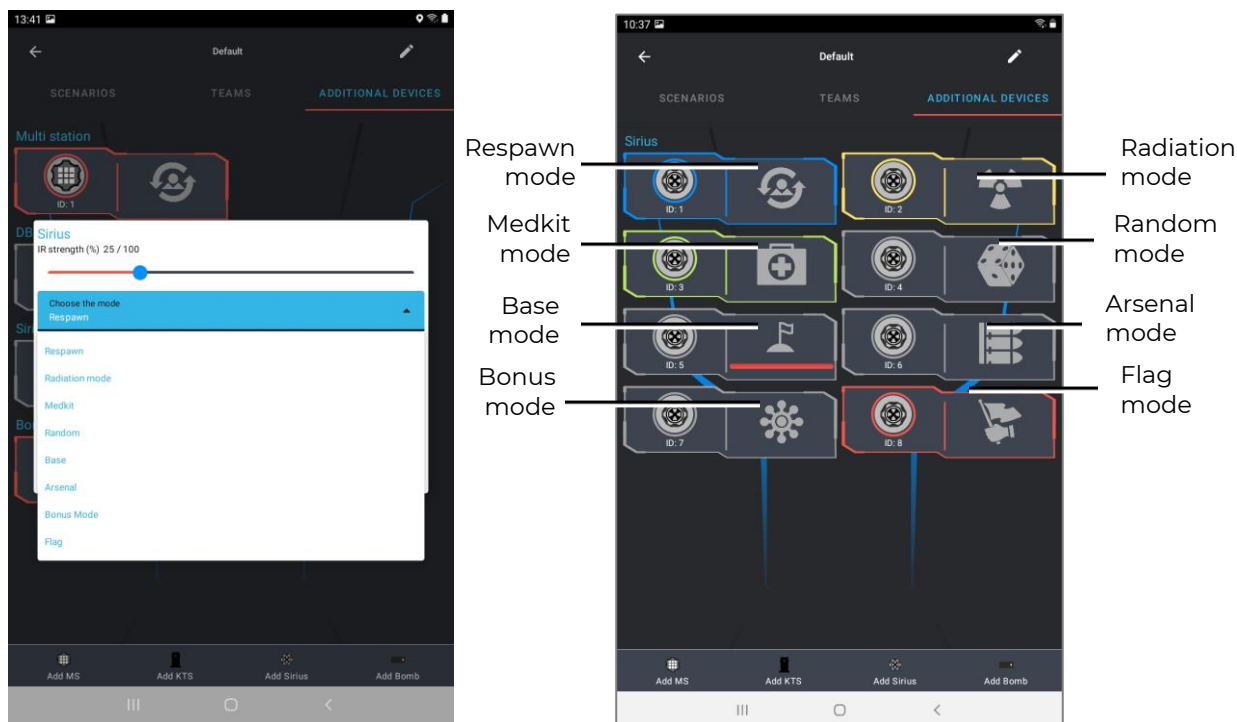 13:41
Default
SCENARIOS TEAMS ADDITIONAL DEVICES
Multi station
ID: 1
DB
Sirius
IR strength (%) 25 / 100
Choose the mode
Respawn
Siri
Respawn
Radiation mode
Medkit
Random
Bo
Base
Arsenal
Bonus Mode
Flag
Add MS Add KTS Add Sirius Add Bomb
10:37
Default
SCENARIOS TEAMS ADDITIONAL DEVICES
Sirius
Respawn
mode
ID: 1
ID: 2
Radiation
mode
Medkit
mode
ID: 3
ID: 4
Random
mode
Base
mode
ID: 5
ID: 6
Arsenal
mode
Bonus
mode
ID: 7
ID: 8
Flag
mode
Add MS Add KTS Add Sirius Add Bomb